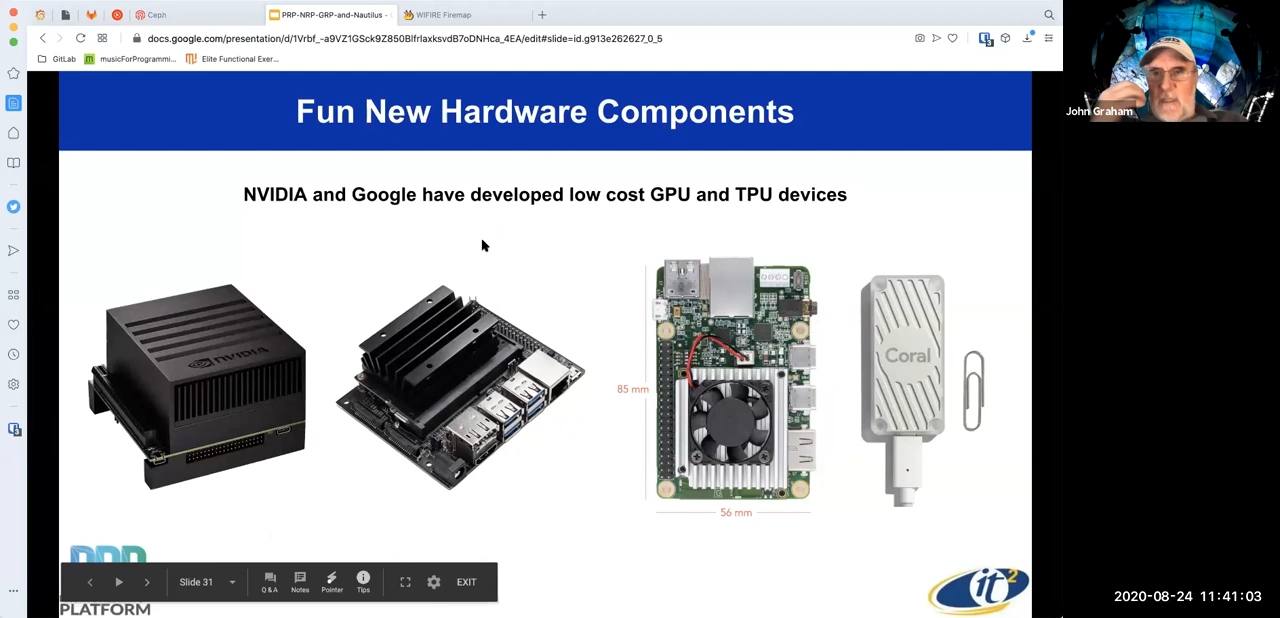 Ceph
PRP-NRP-GRP-and-Nautilus -
WIFIRE Firemap
docs.google.com/presentation/d/1Vrbf_-a9VZ1GSck9Z850BlfrIaxksvdB7oDNHca_4EA/edit#slide=id.g913e262627_0_5
GitLab
musicForProgrammi...
Elite Functional Exer...
John Graham
Fun New Hardware Components
NVIDIA and Google have developed low cost GPU and TPU devices
NVIDIA
Coral
85 mm
56 mm
Slide 31
Q & A
Notes
Pointer
Tips
EXIT
PLATFORM
it2
2020-08-24 11:41:03